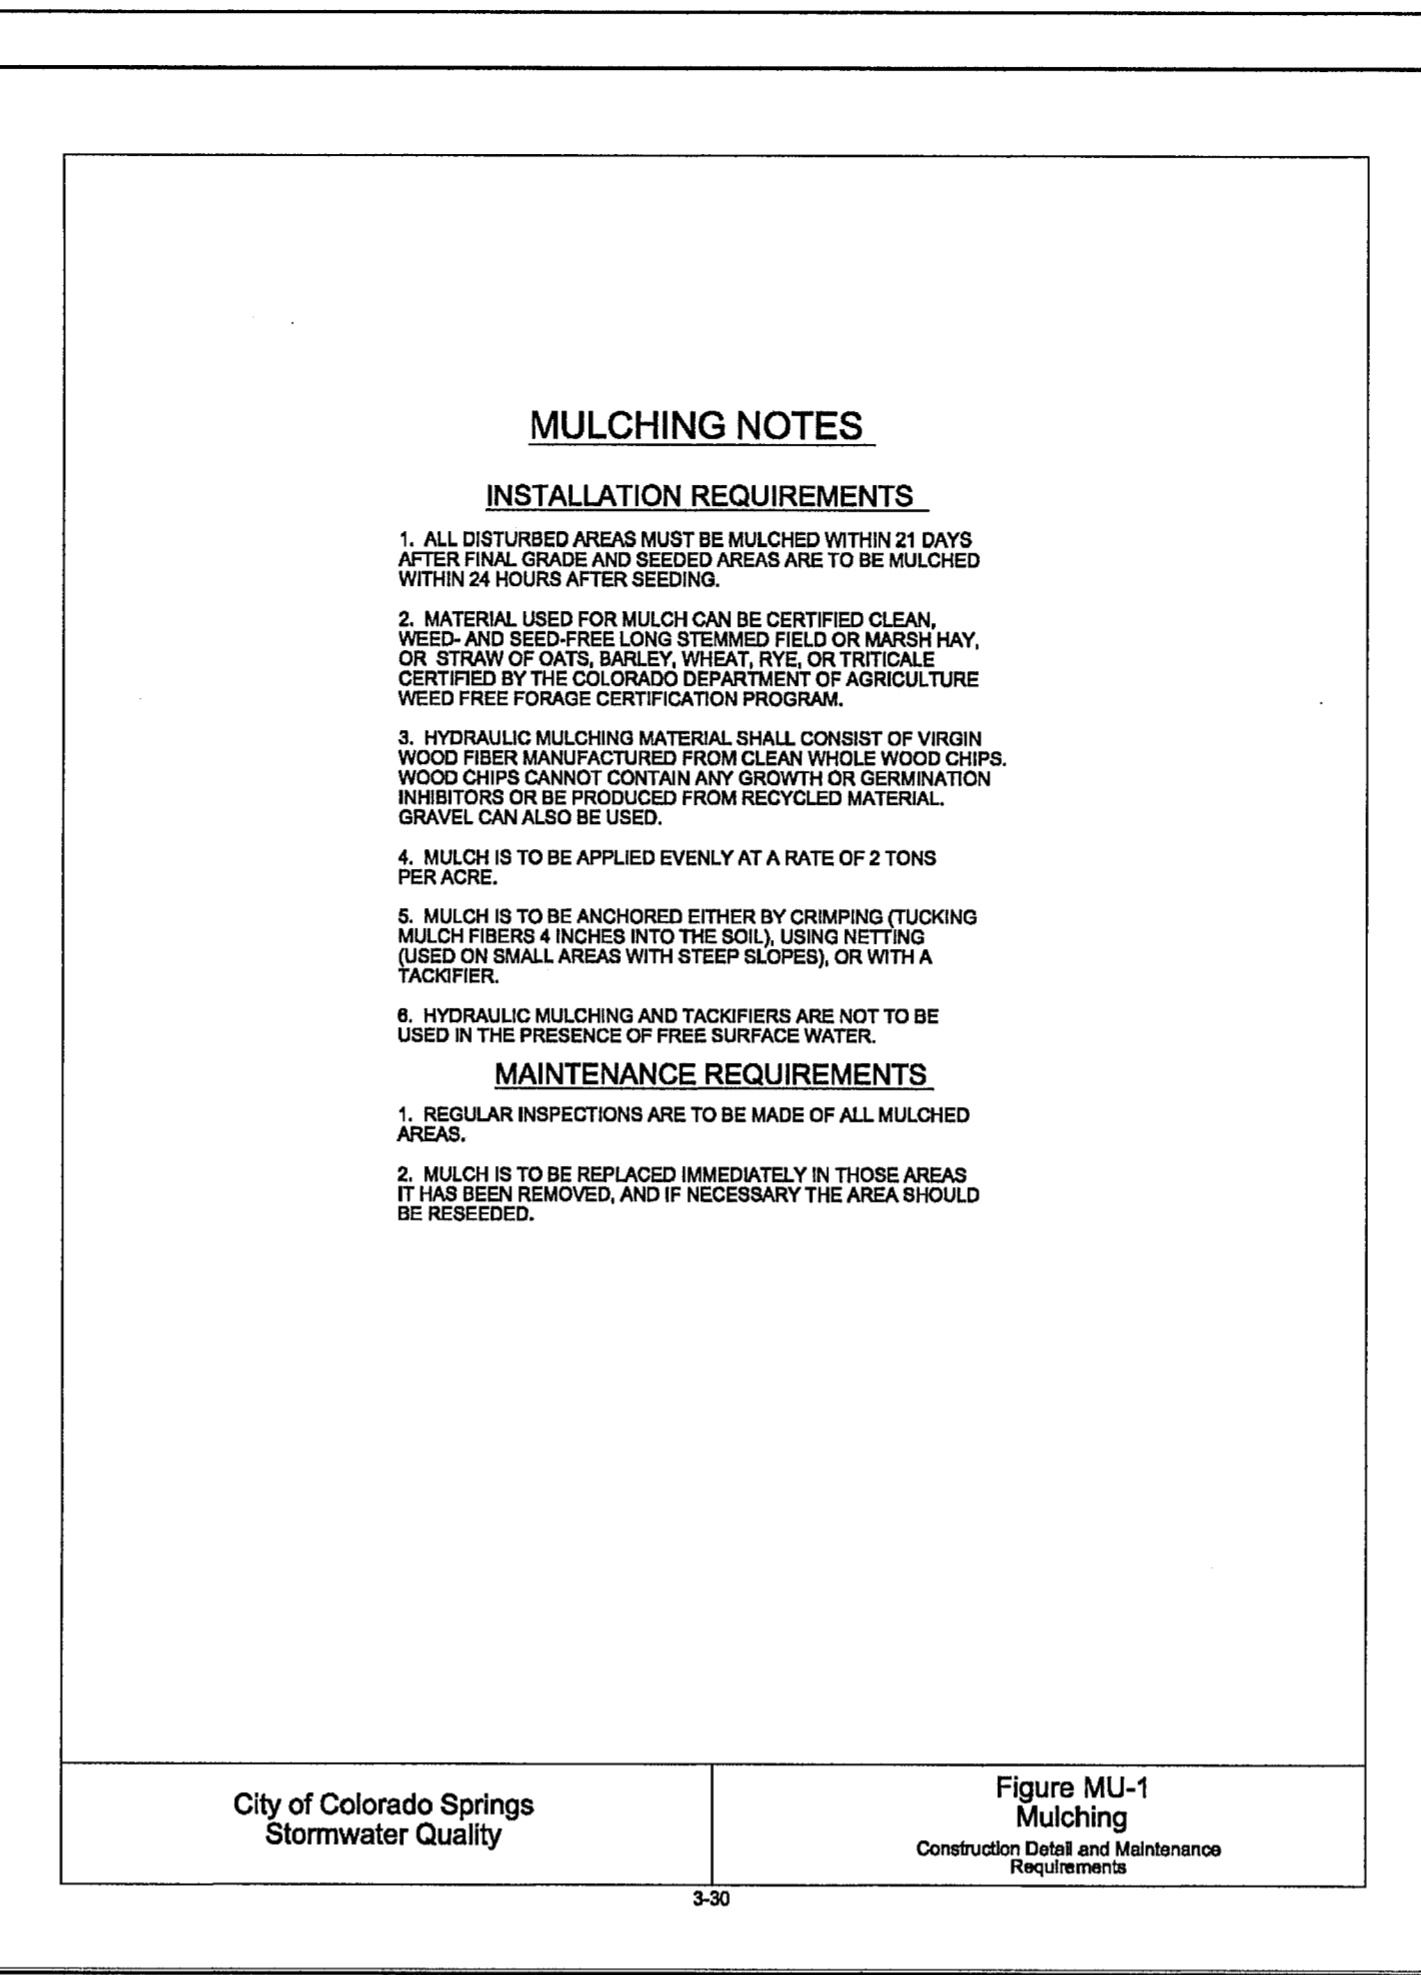 MULCHING NOTES
INSTALLATION REQUIREMENTS
1. ALL DISTURBED AREAS MUST BE MULCHED WITHIN 21 DAYS
AFTER FINAL GRADE AND SEEDED AREAS ARE TO BE MULCHED
WITHIN 24 HOURS AFTER SEEDING.
2. MATERIAL USED FOR MULCH CAN BE CERTIFIED CLEAN,
WEED- AND SEED-FREE LONG STEMMED FIELD OR MARSH HAY,
OR STRAW OF OATS, BARLEY, WHEAT, RYE, OR TRITICALE
CERTIFIED BY THE COLORADO DEPARTMENT OF AGRICULTURE
WEED FREE FORAGE CERTIFICATION PROGRAM.
3. HYDRAULIC MULCHING MATERIAL SHALL CONSIST OF VIRGIN
WOOD FIBER MANUFACTURED FROM CLEAN WHOLE WOOD CHIPS.
WOOD CHIPS CANNOT CONTAIN ANY GROWTH OR GERMINATION
INHIBITORS OR BE PRODUCED FROM RECYCLED MATERIAL.
GRAVEL CAN ALSO BE USED.
4. MULCH IS TO BE APPLIED EVENLY AT A RATE OF 2 TONS
PER ACRE.
5. MULCH IS TO BE ANCHORED EITHER BY CRIMPING (TUCKING
MULCH FIBERS 4 INCHES INTO THE SOIL), USING NETTING
(USED ON SMALL AREAS WITH STEEP SLOPES), OR WITH A
TACKIFIER.
6. HYDRAULIC MULCHING AND TACKIFIERS ARE NOT TO BE
USED IN THE PRESENCE OF FREE SURFACE WATER.
MAINTENANCE REQUIREMENTS
1. REGULAR INSPECTIONS ARE TO BE MADE OF ALL MULCHED
AREAS.
2. MULCH IS TO BE REPLACED IMMEDIATELY IN THOSE AREAS
IT HAS BEEN REMOVED, AND IF NECESSARY THE AREA SHOULD
BE RESEEDED.
City of Colorado Springs
Stormwater Quality
Figure MU-1
Mulching
Construction Detail and Maintenance
Requirements
3-30